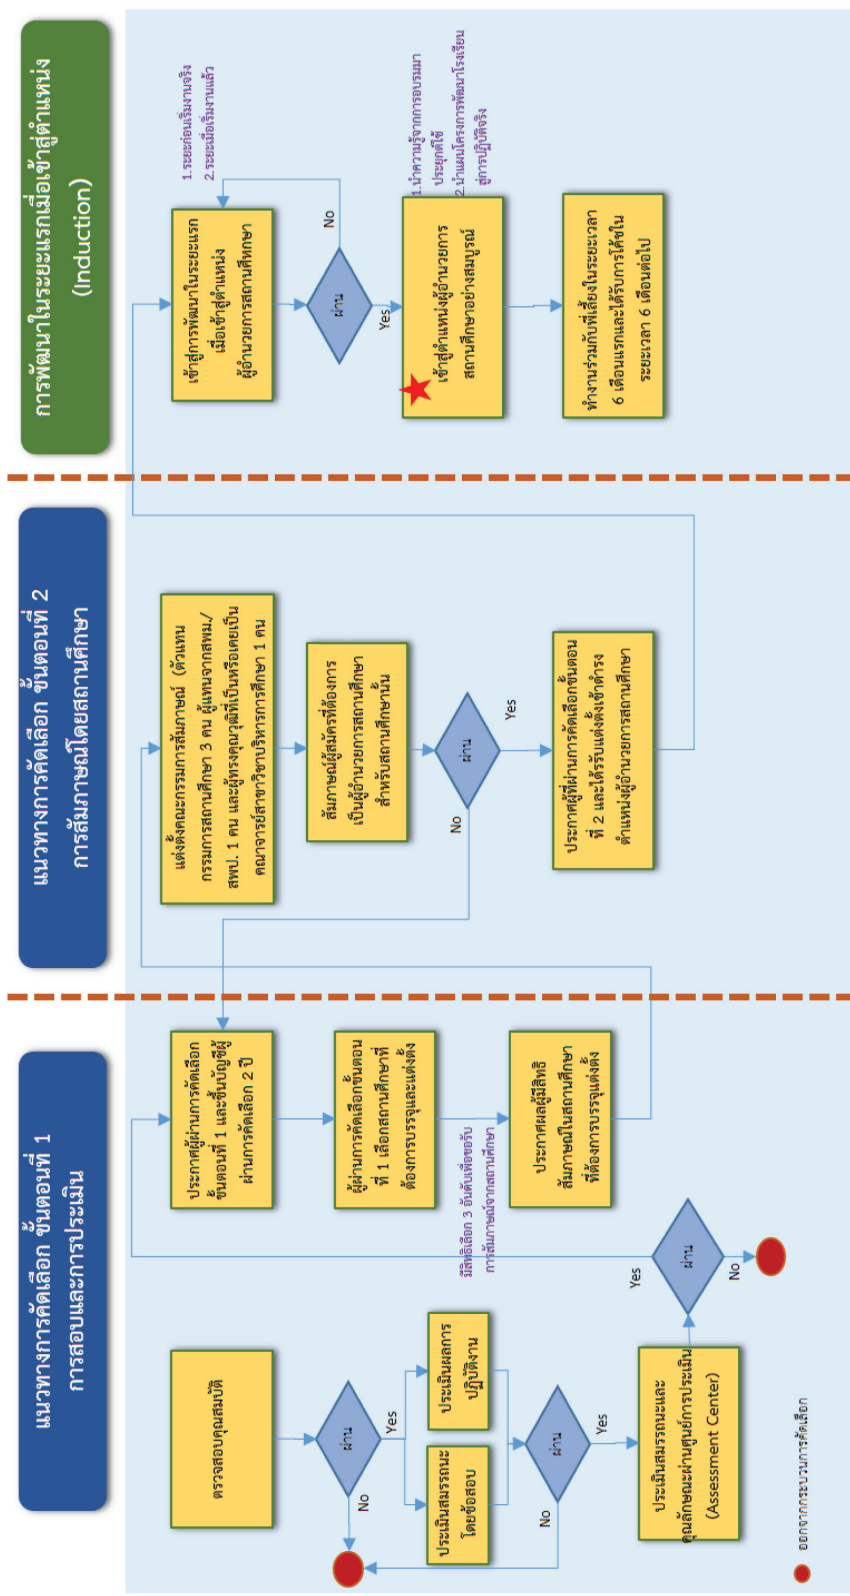 แนวทางการคัดเลือก ขั้นตอนที่ 1
การสอบและการประเมิน
ตรวจสอบคุณสมบัติ
ผ่าน
No
Yes
ประเมินสมรรถนะ
โดยข้อสอบ
ประเมินผลการ
ปฏิบัติงาน
ผ่าน
No
Yes
ประเมินสมรรถนะและ
คุณลักษณะผ่านศูนย์การประเมิน
(Assessment Center)
ผ่าน
Yes
No
ออกจากกระบวนการคัดเลือก
ประกาศผู้ผ่านการคัดเลือก
ขั้นตอนที่ 1 และขึ้นบัญชีผู้
ผ่านการคัดเลือก 2 ปี
ผู้ผ่านการคัดเลือกขั้นตอน
ที่ 1 เลือกสถานศึกษาที่
ต้องการบรรจุและแต่งตั้ง
มีสิทธิเลือก 3 อันดับเพื่อขอรับ
การสัมภาษณ์จากสถานศึกษา
ประกาศผลผู้มีสิทธิ
สัมภาษณ์ในสถานศึกษา
ที่ต้องการบรรจุแต่งตั้ง
แนวทางการคัดเลือก ขั้นตอนที่ 2
การสัมภาษณ์โดยสถานศึกษา
แต่งตั้งคณะกรรมการสัมภาษณ์ (ตัวแทน
กรรมการสถานศึกษา 3 คน ผู้แทนจากสพม./
สพป. 1 คน และผู้ทรงคุณวุฒิที่เป็นหรือเคยเป็น
คณาจารย์สาขาวิชาบริหารการศึกษา 1 คน
สัมภาษณ์ผู้สมัครที่ต้องการ
เป็นผู้อำนวยการสถานศึกษา
สำหรับสถานศึกษานั้น
ผ่าน
No
Yes
ประกาศผู้ที่ผ่านการคัดเลือกขั้นตอน
ที่ 2 และได้รับแต่งตั้งเข้าดำรง
ตำแหน่งผู้อำนวยการสถานศึกษา
การพัฒนาในระยะแรกเมื่อเข้าสู่ตำแหน่ง
(Induction)
เข้าสู่การพัฒนาในระยะแรก
เมื่อเข้าสู่ตำแหน่ง
ผู้อำนวยการสถานศึกษา
1.ระยะก่อนเริ่มงานจริง
2.ระยะเมื่อเริ่มงานแล้ว
ผ่าน
No
Yes
เข้าสู่ตำแหน่งผู้อำนวยการ
สถานศึกษาอย่างสมบูรณ์
1.นำความรู้จากการอบรมมา
ประยุกต์ใช้
2.นำแผนโครงการพัฒนาโรงเรียน
สู่การปฏิบัติจริง
ทำงานร่วมกับพี่เลี้ยงในระยะเวลา
6 เดือนแรกและได้รับการโค้ชใน
ระยะเวลา 6 เดือนต่อไป